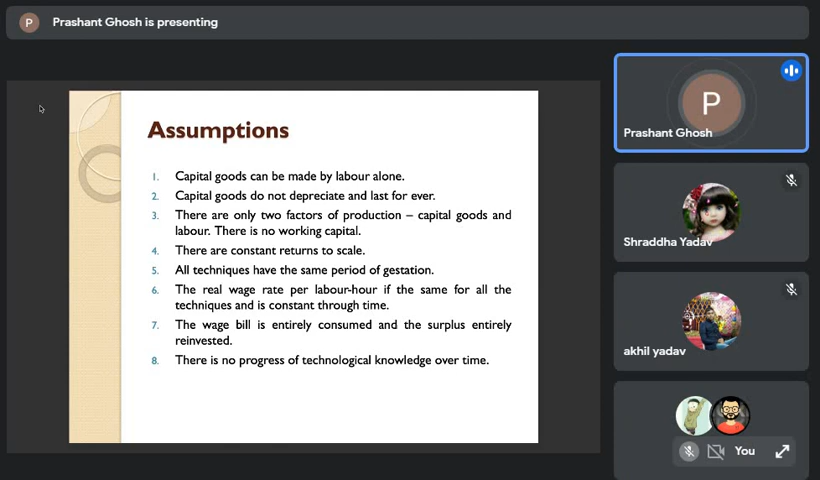 P
Prashant Ghosh is presenting
Assumptions
1. Capital goods can be made by labour alone.
2. Capital goods do not depreciate and last for ever.
3. There are only two factors of production – capital goods and
labour. There is no working capital.
4. There are constant returns to scale.
5. All techniques have the same period of gestation.
6. The real wage rate per labour-hour if the same for all the
techniques and is constant through time.
7. The wage bill is entirely consumed and the surplus entirely
reinvested.
8. There is no progress of technological knowledge over time.
P
Prashant Ghosh
Shraddha Yadav
akhil yadav
You